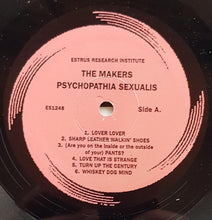 ESTRUS RESEARCH INSTITUTE
THE MAKERS
PSYCHOPATHIA SEXUALIS
ES1248
Side A.
1. LOVER LOVER
2. SHARP LEATHER WALKIN' SHOES
3. (Are you on the inside or the outside
of your) PANTS?
4. LOVE THAT IS STRANGE
5. TURN UP THE CENTURY
6. WHISKEY DOG MIND